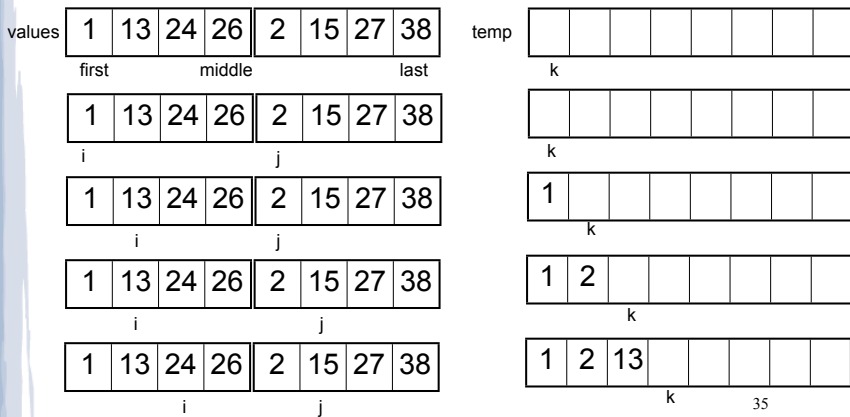 values 1 13 24 26 2 15 27 38 temp
first middle last k
1 13 24 26 2 15 27 38
i j k
1 13 24 26 2 15 27 38 1
i j k
1 13 24 26 2 15 27 38 1 2
i j k
1 13 24 26 2 15 27 38 1 2 13
i j k 35